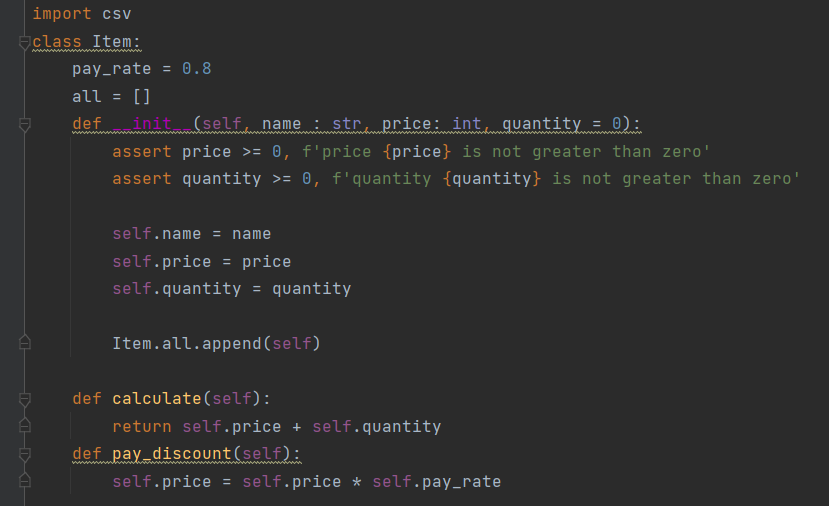 import csv
class Item:
    pay_rate = 0.8
    all = []
    def __init__(self, name : str, price: int, quantity = 0):
        assert price >= 0, f'price {price} is not greater than zero'
        assert quantity >= 0, f'quantity {quantity} is not greater than zero'
        self.name = name
        self.price = price
        self.quantity = quantity
        Item.all.append(self)
    def calculate(self):
        return self.price + self.quantity
    def pay_discount(self):
        self.price = self.price * self.pay_rate